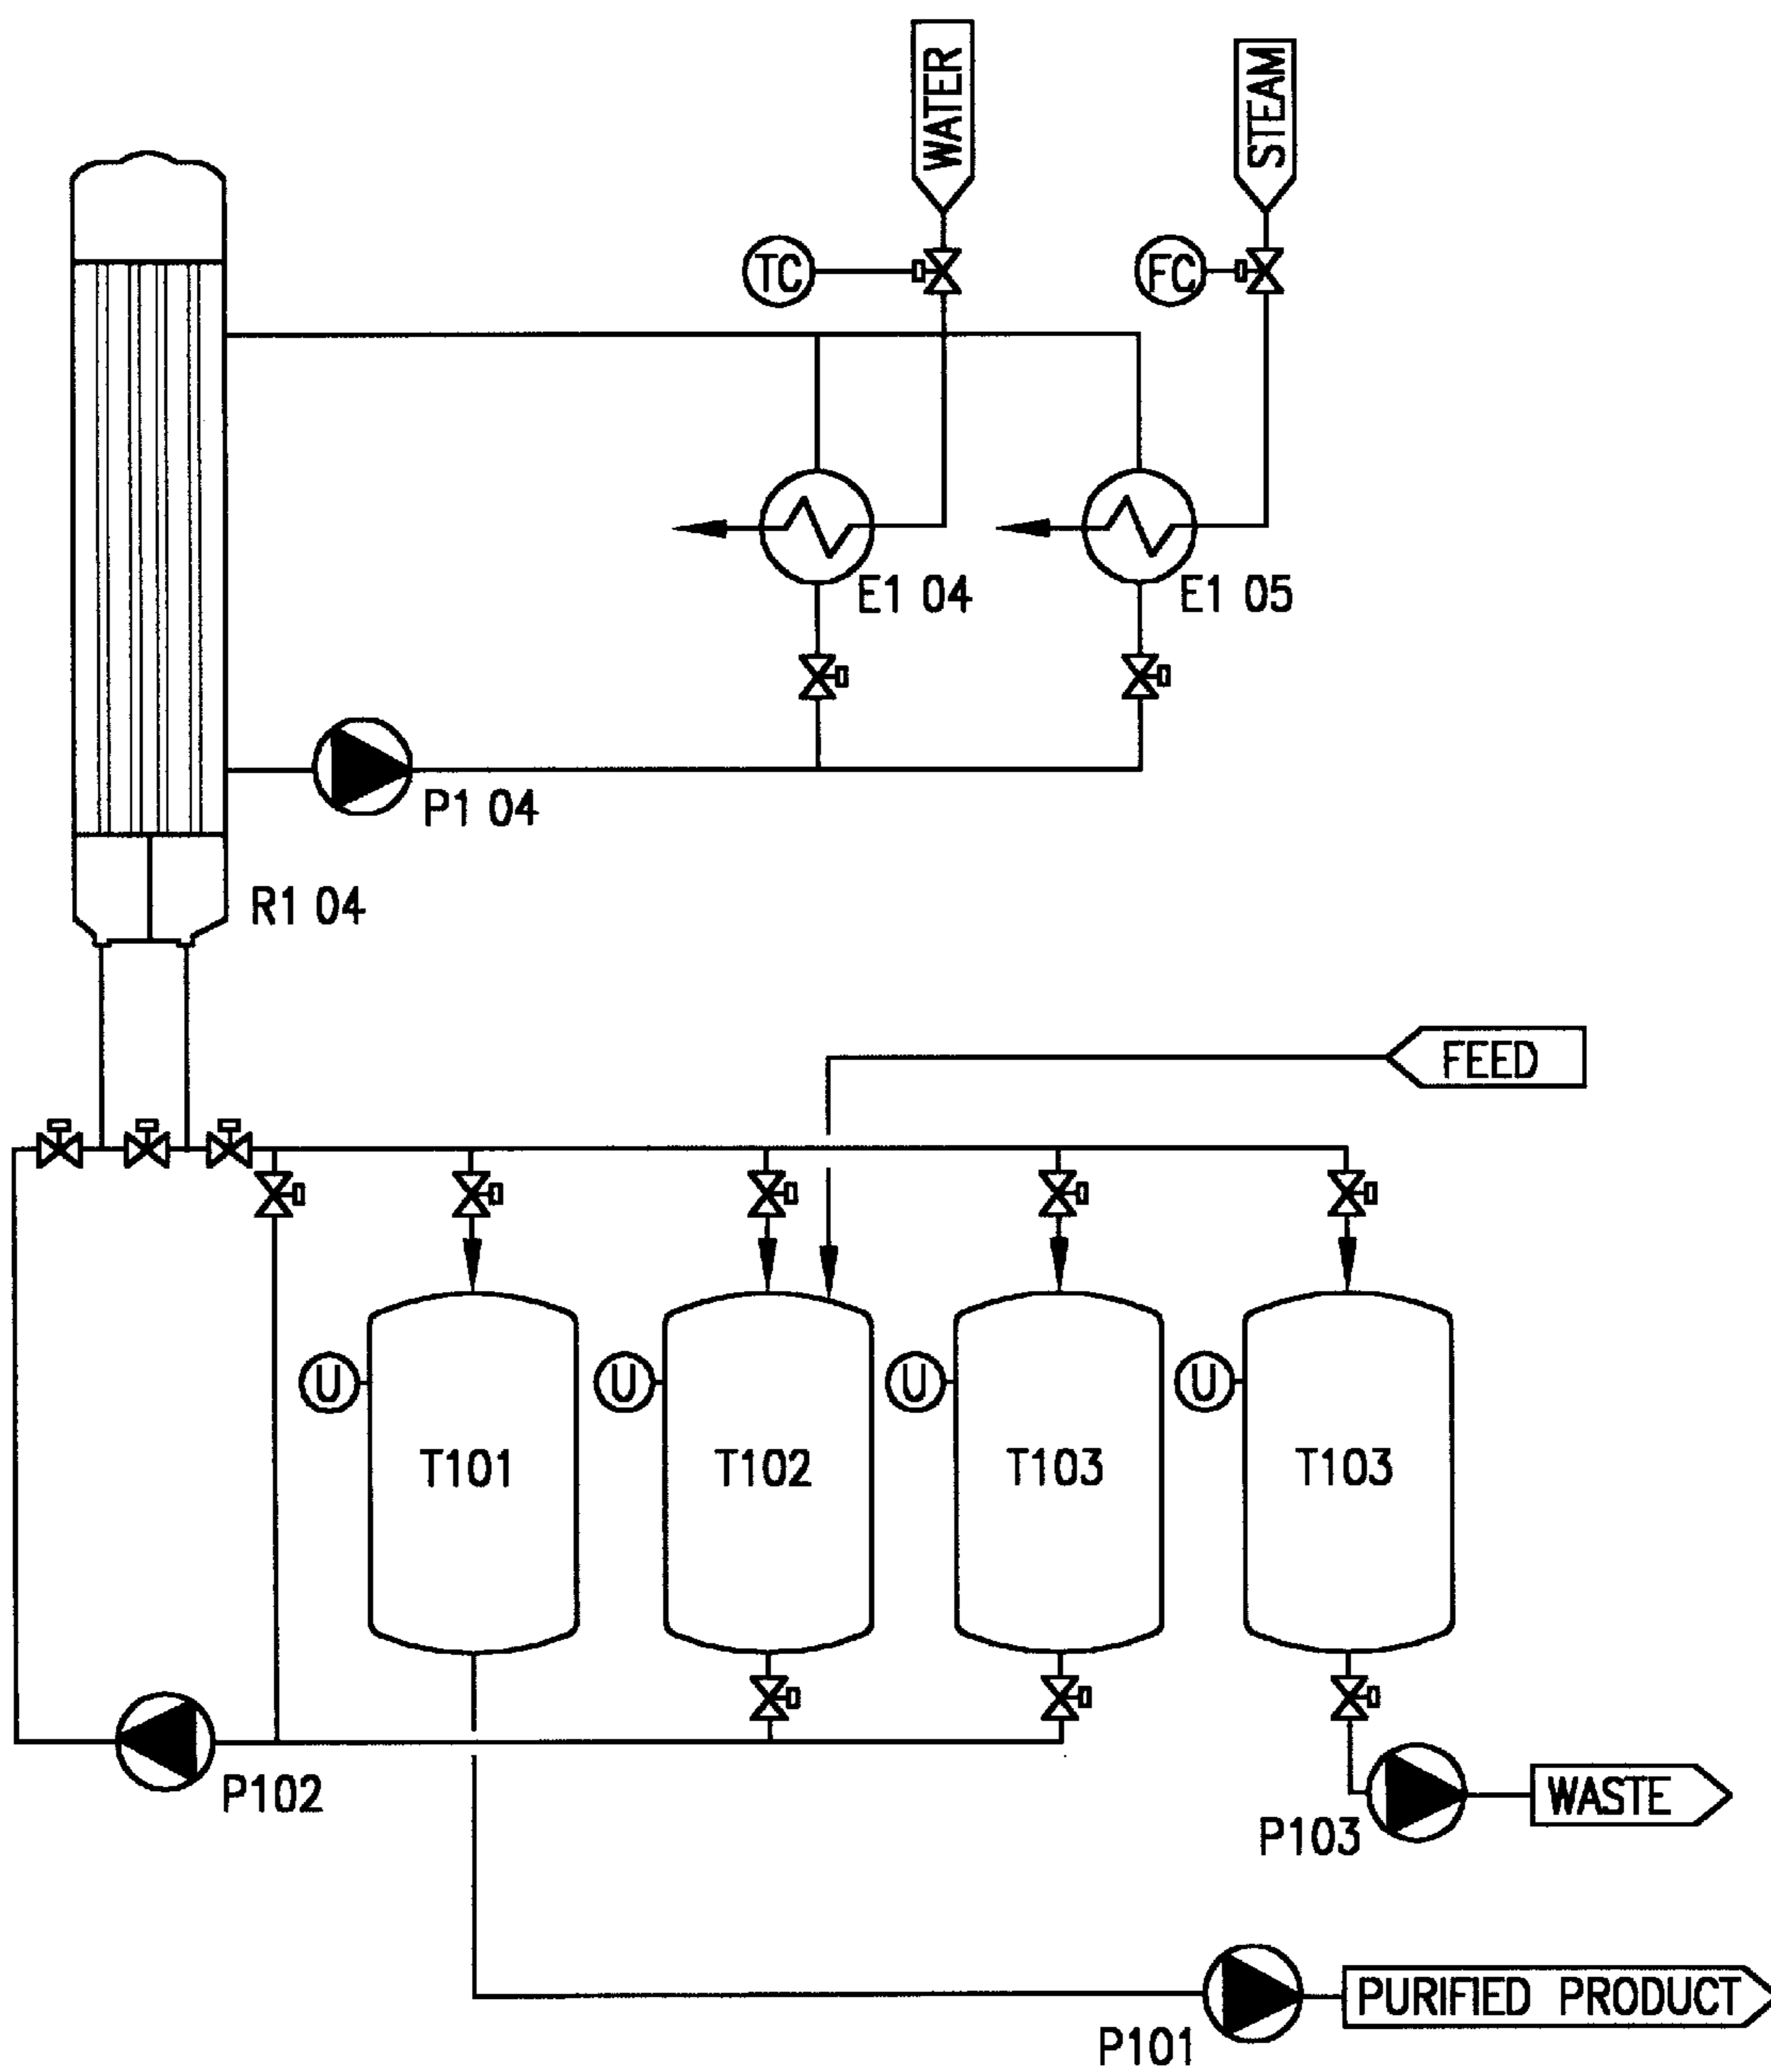 WATER
STEAM
TC
FC
E1 04
E1 05
P1 04
R1 04
FEED
U
U
U
U
T101
T102
T103
T103
P102
P103
WASTE
PURIFIED PRODUCT
P101